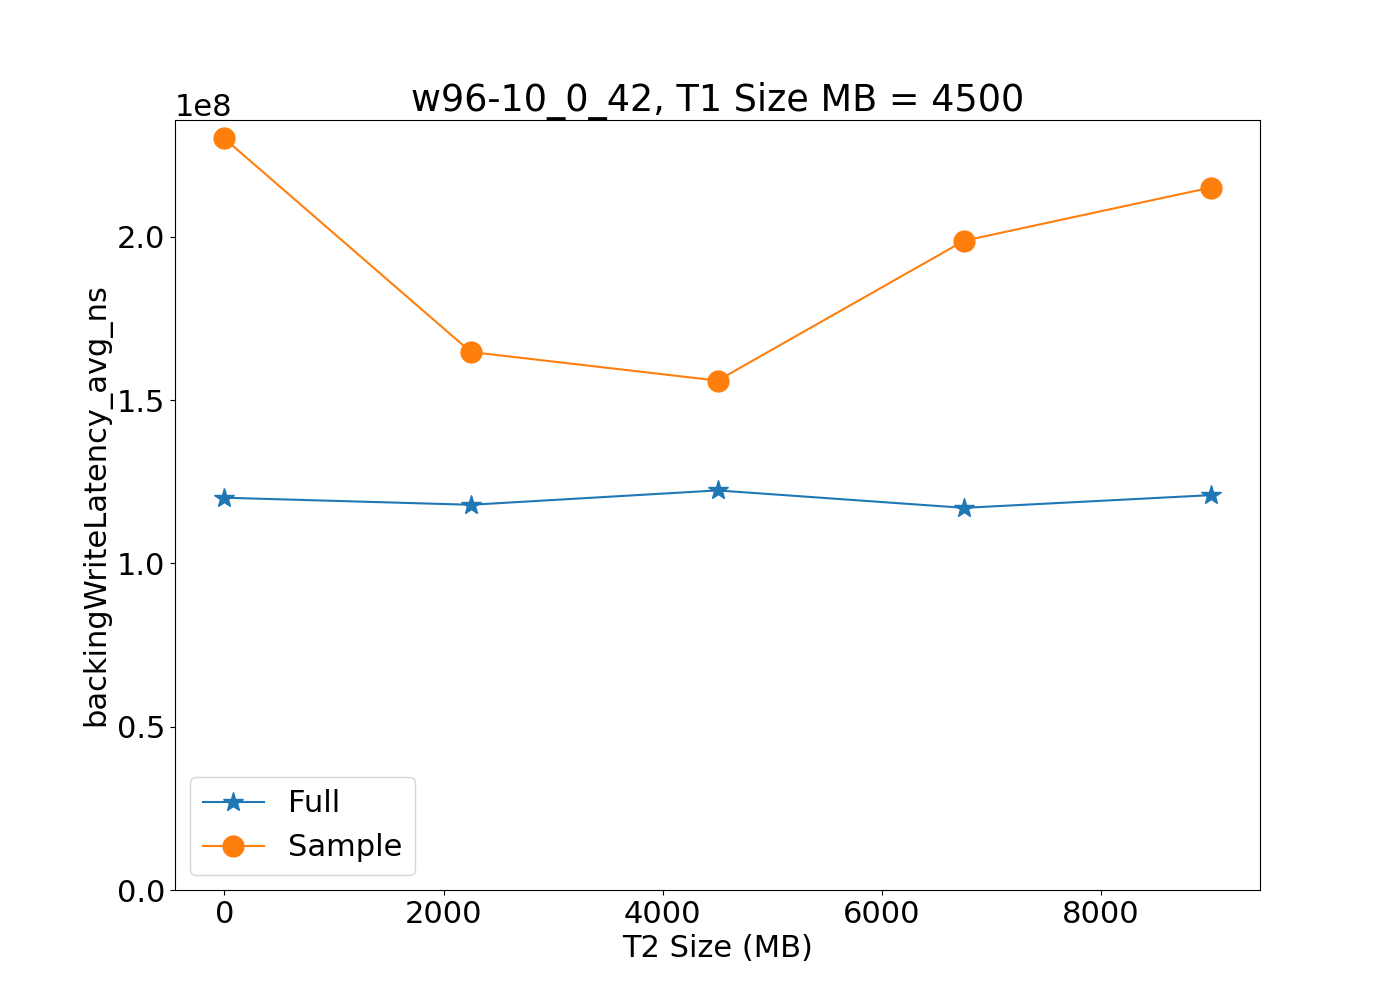 w96-10_0_42, T1 Size MB = 4500
1e8
2.0
1.5
1.0
0.5
0.0
backingWriteLatency_avg_ns
Full
Sample
0 2000 4000 6000 8000
T2 Size (MB)